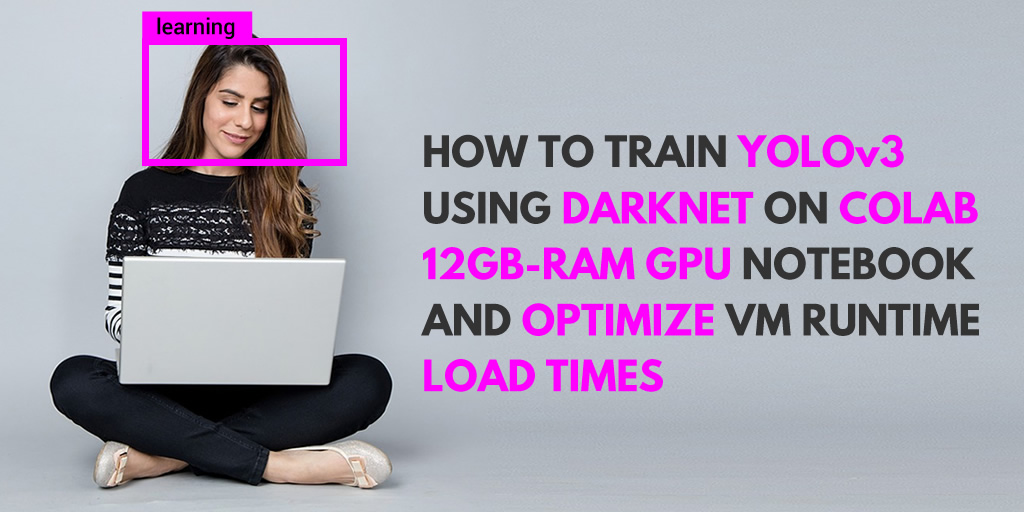 learning
HOW TO TRAIN YOLOv3
USING DARKNET ON COLAB
12GB-RAM GPU NOTEBOOK
AND OPTIMIZE VM RUNTIME
LOAD TIMES